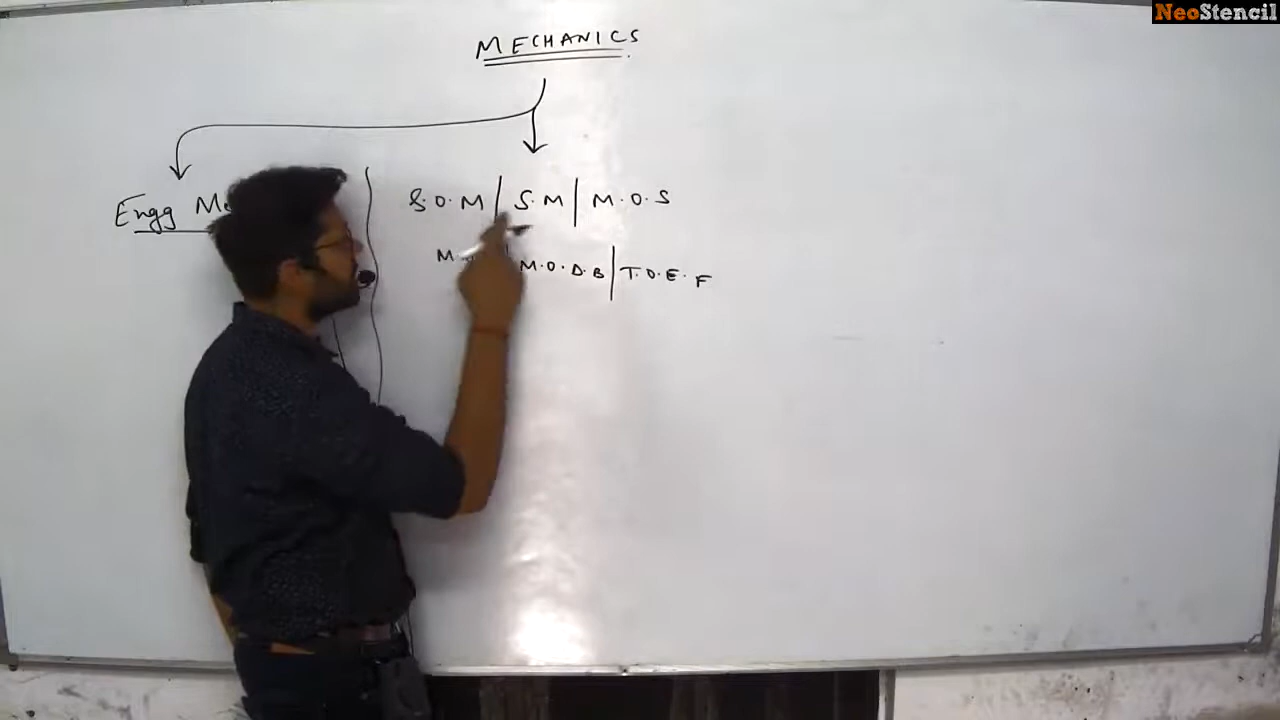 NeoStencil
MECHANICS
Engg S.O.M | S.M | M.O.S
M.O.D.B | T.O.E.F